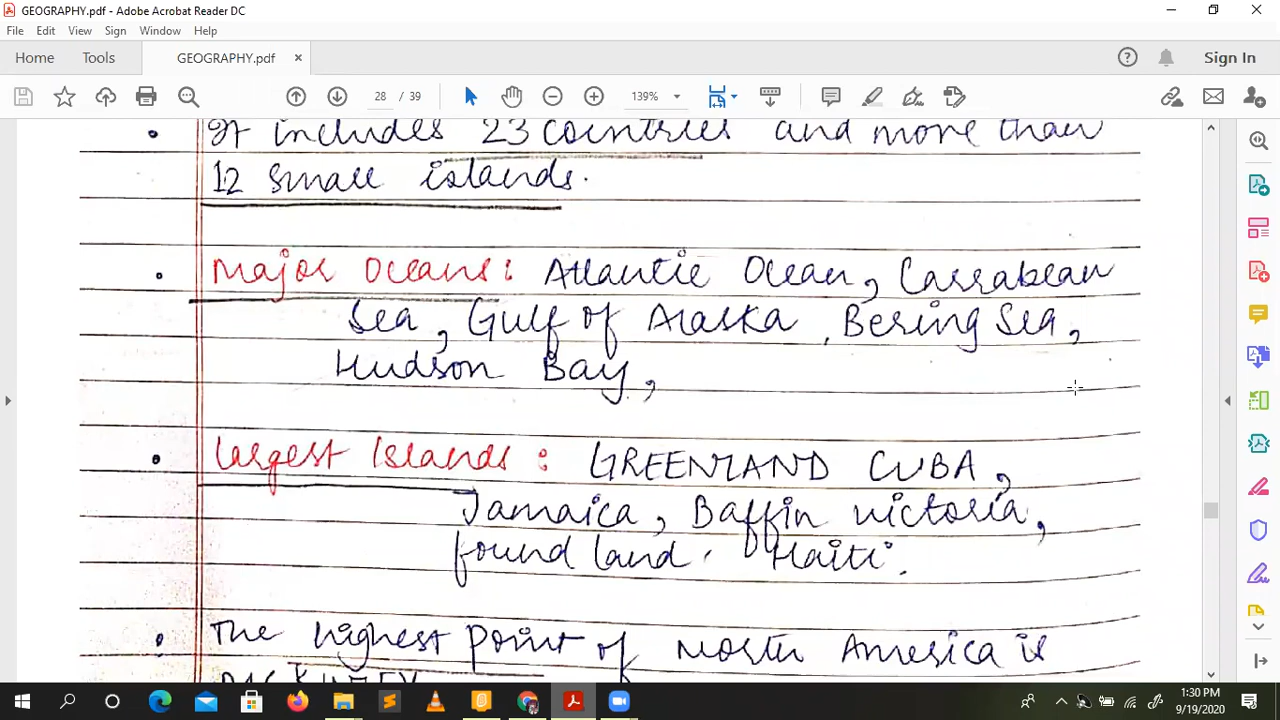 GEOGRAPHY.pdf - Adobe Acrobat Reader DC
File Edit View Sign Window Help
Home Tools GEOGRAPHY.pdf × Sign In
28 / 39 139%
It includes 23 countries and more than
12 small islands.
Major Oceans: Atlantic Ocean, Carrabean
Sea, Gulf of Alaska, Bering Sea,
Hudson Bay,
largest Islands: GREENLAND CUBA,
Jamaica, Baffin victoria,
found land. Haiti.
The highest point of North America is
1:30 PM
9/19/2020